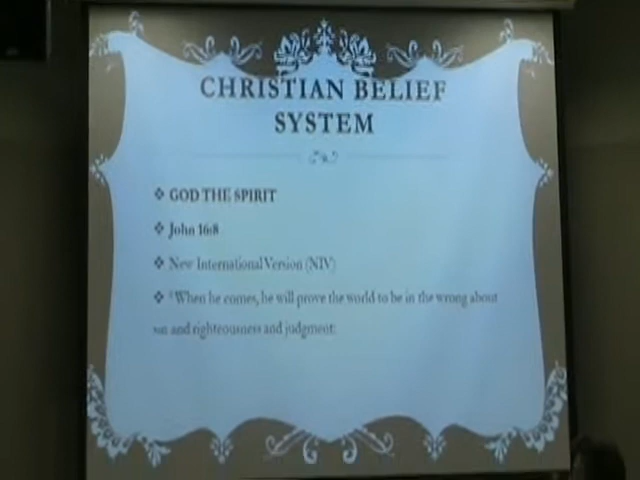 CHRISTIAN BELIEF
SYSTEM
❖ GOD THE SPIRIT
❖ John 16:8
❖ New International Version (NIV)
❖ ⁸ When he comes, he will prove the world to be in the wrong about
sin and righteousness and judgment: